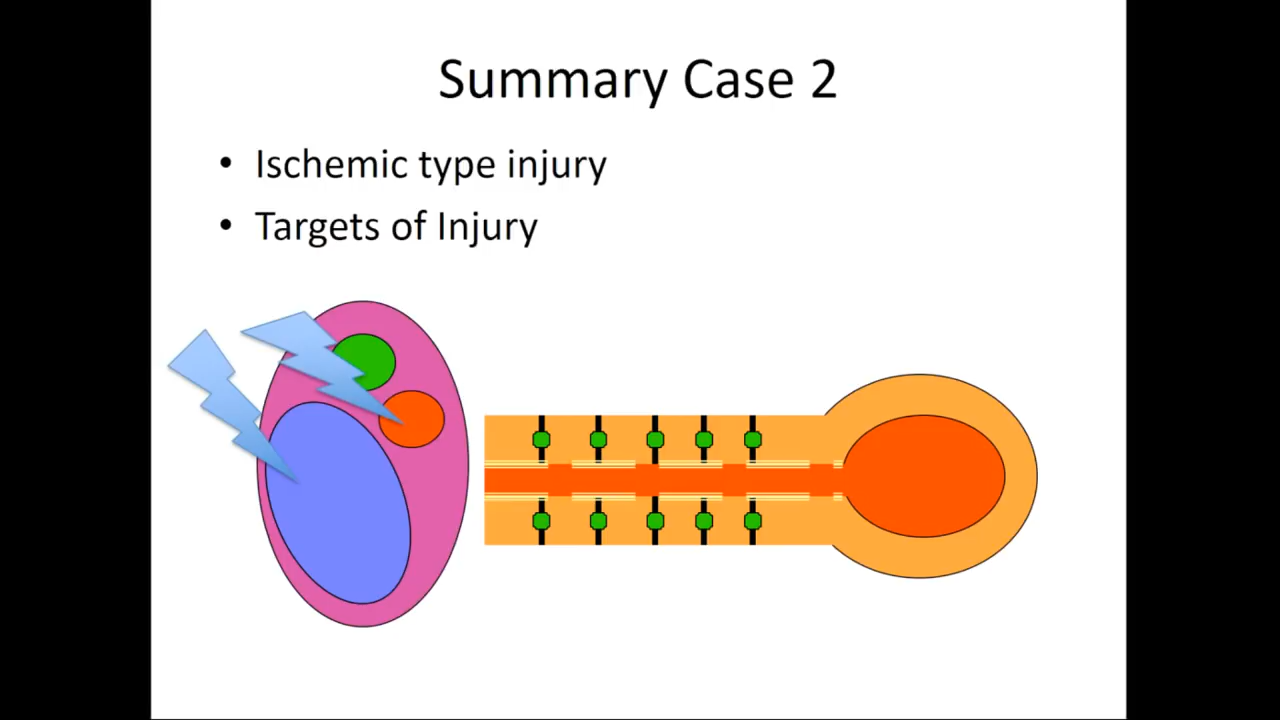 Summary Case 2
• Ischemic type injury
• Targets of Injury